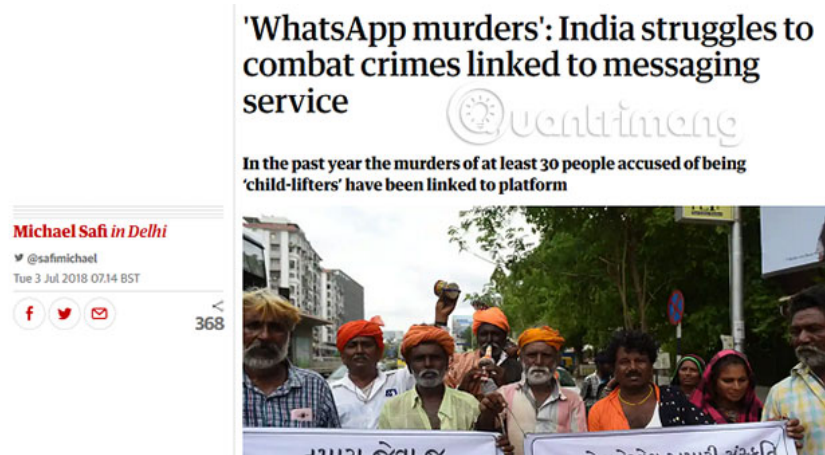 'WhatsApp murders': India struggles to
combat crimes linked to messaging
service
Quantrimang
In the past year the murders of at least 30 people accused of being
'child-lifters' have been linked to platform
Michael Safi in Delhi
@safimichael
Tue 3 Jul 2018 07.14 BST
368